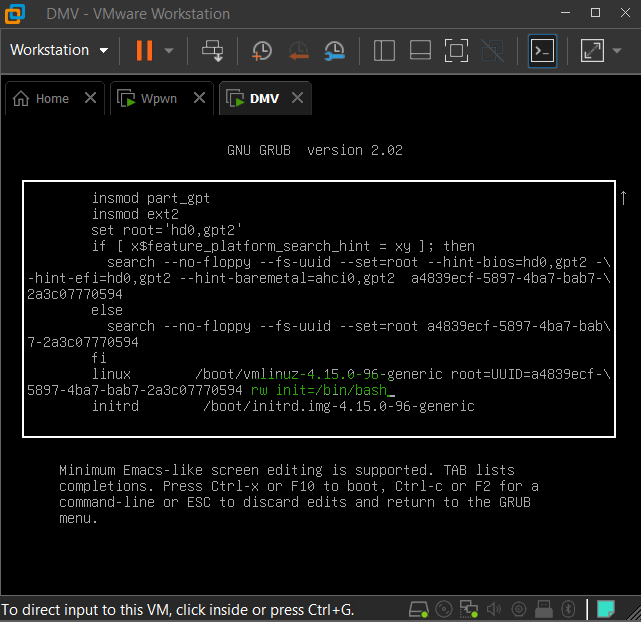 DMV - VMware Workstation
Workstation
Home
Wpwn
DMV
GNU GRUB  version 2.02
insmod part_gpt
insmod ext2
set root='hd0,gpt2'
if [ x$feature_platform_search_hint = xy ]; then
search --no-floppy --fs-uuid --set=root --hint-bios=hd0,gpt2 -\
-hint-efi=hd0,gpt2 --hint-baremetal=ahci0,gpt2  a4839ecf-5897-4ba7-bab7-\
2a3c07770594
else
search --no-floppy --fs-uuid --set=root a4839ecf-5897-4ba7-bab\
7-2a3c07770594
fi
linux        /boot/vmlinuz-4.15.0-96-generic root=UUID=a4839ecf-\
5897-4ba7-bab7-2a3c07770594 rw init=/bin/bash_
initrd        /boot/initrd.img-4.15.0-96-generic
Minimum Emacs-like screen editing is supported. TAB lists
completions. Press Ctrl-x or F10 to boot, Ctrl-c or F2 for a
command-line or ESC to discard edits and return to the GRUB
menu.
To direct input to this VM, click inside or press Ctrl+G.